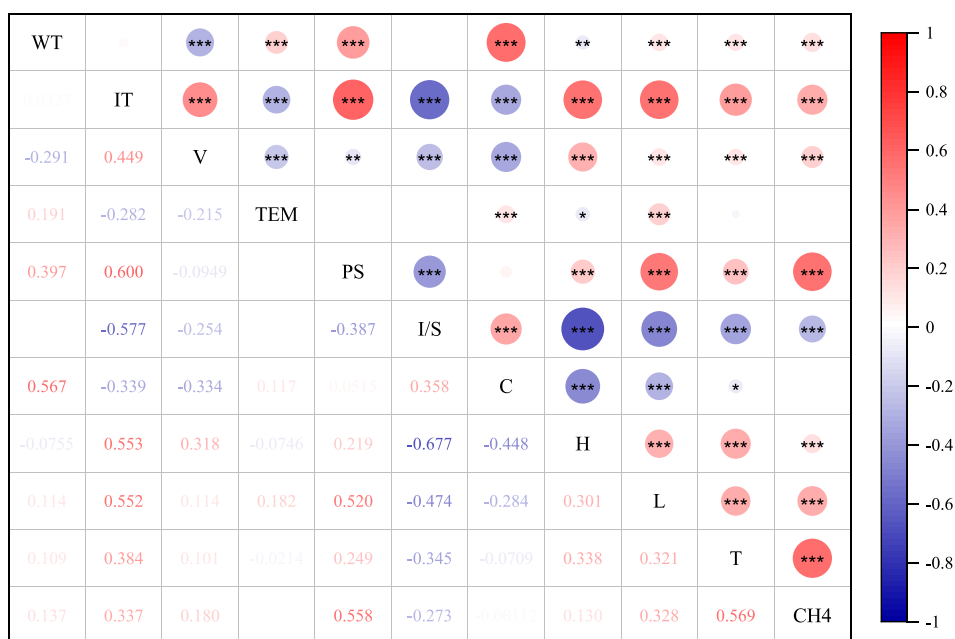 WT *** *** *** *** ** *** *** ***
IT *** *** *** *** *** *** *** *** ***
-0.291 0.449 V *** ** *** *** *** *** *** ***
0.191 -0.282 -0.215 TEM *** * ***
0.397 0.600 -0.0949 PS *** *** *** *** ***
-0.577 -0.254 -0.387 I/S *** *** *** *** ***
0.567 -0.339 -0.334 0.117 0.0515 0.358 C *** *** *
-0.0755 0.553 0.318 -0.0746 0.219 -0.677 -0.448 H *** *** ***
0.114 0.552 0.114 0.182 0.520 -0.474 -0.284 0.301 L *** ***
0.109 0.384 0.101 -0.0214 0.249 -0.345 -0.0709 0.338 0.321 T ***
0.137 0.337 0.180 0.558 -0.273 0.130 0.328 0.569 CH4
1
0.8
0.6
0.4
0.2
0
-0.2
-0.4
-0.6
-0.8
-1